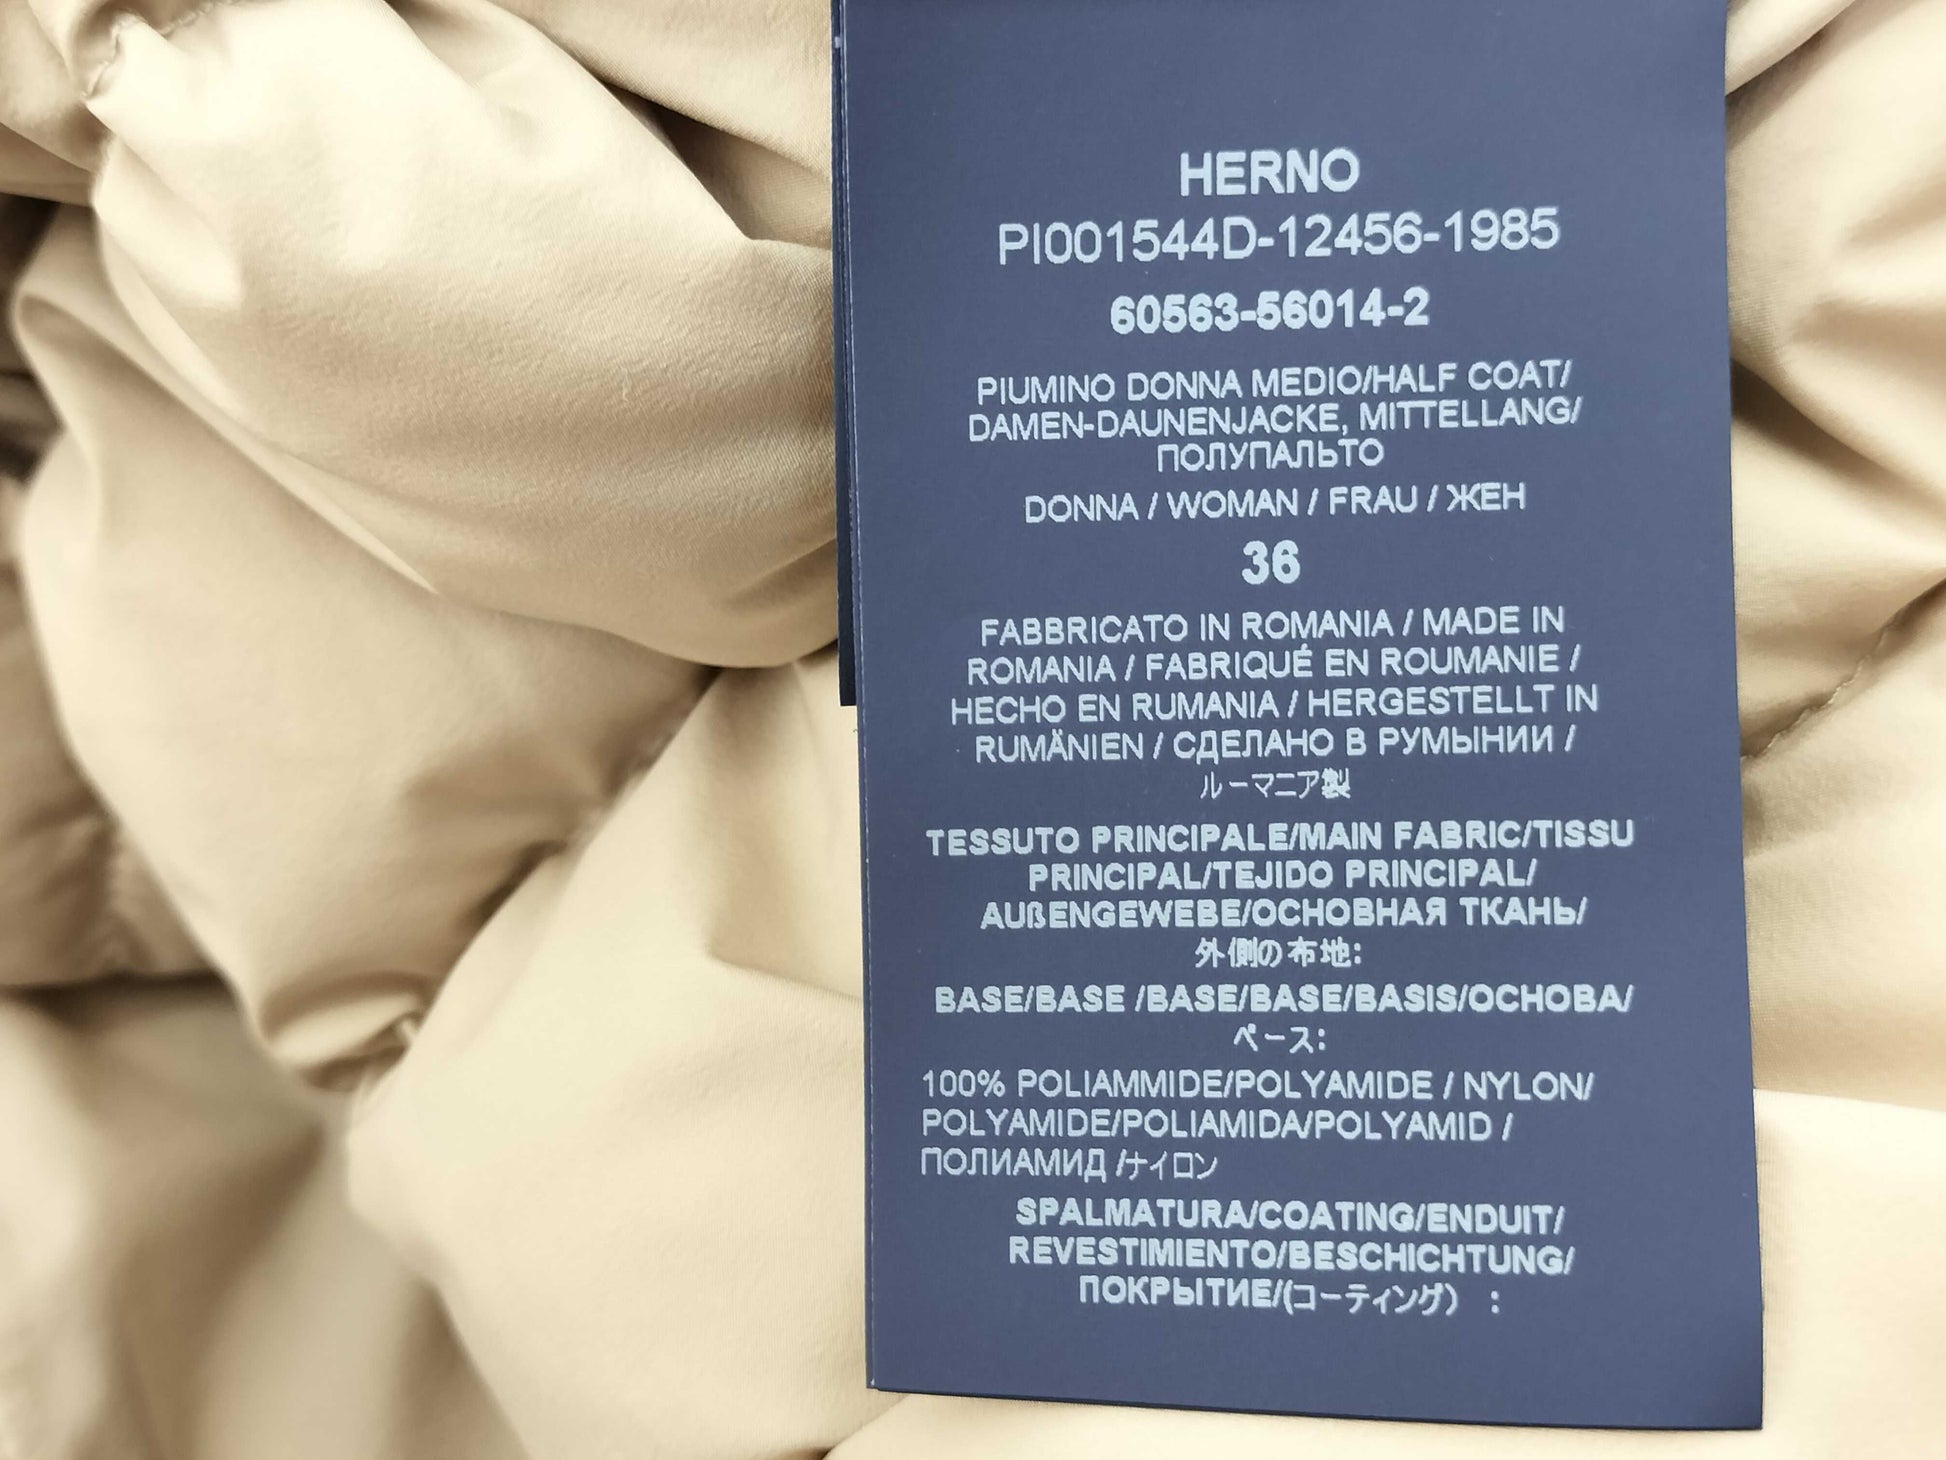 HERNO
PI001544D-12456-1985
60563-56014-2
PIUMINO DONNA MEDIO/HALF COAT/
DAMEN-DAUNENJACKE, MITTELLANG/
ПОЛУПАЛЬТО
DONNA / WOMAN / FRAU / ЖЕН
36
FABBRICATO IN ROMANIA / MADE IN
ROMANIA / FABRIQUÉ EN ROUMANIE /
HECHO EN RUMANIA / HERGESTELLT IN
RUMÄNIEN / СДЕЛАНО В РУМЫНИИ /
ルーマニア製
TESSUTO PRINCIPALE/MAIN FABRIC/TISSU
PRINCIPAL/TEJIDO PRINCIPAL/
AUßENGEWEBE/ОСНОВНАЯ ТКАНЬ/
外側の布地:
BASE/BASE /BASE/BASE/BASIS/ОСНОВА/
ベース:
100% POLIAMMIDE/POLYAMIDE / NYLON/
POLYAMIDE/POLIAMIDA/POLYAMID /
ПОЛИАМИД /ナイロン
SPALMATURA/COATING/ENDUIT/
REVESTIMIENTO/BESCHICHTUNG/
ПОКРЫТИЕ/(コーティング） :